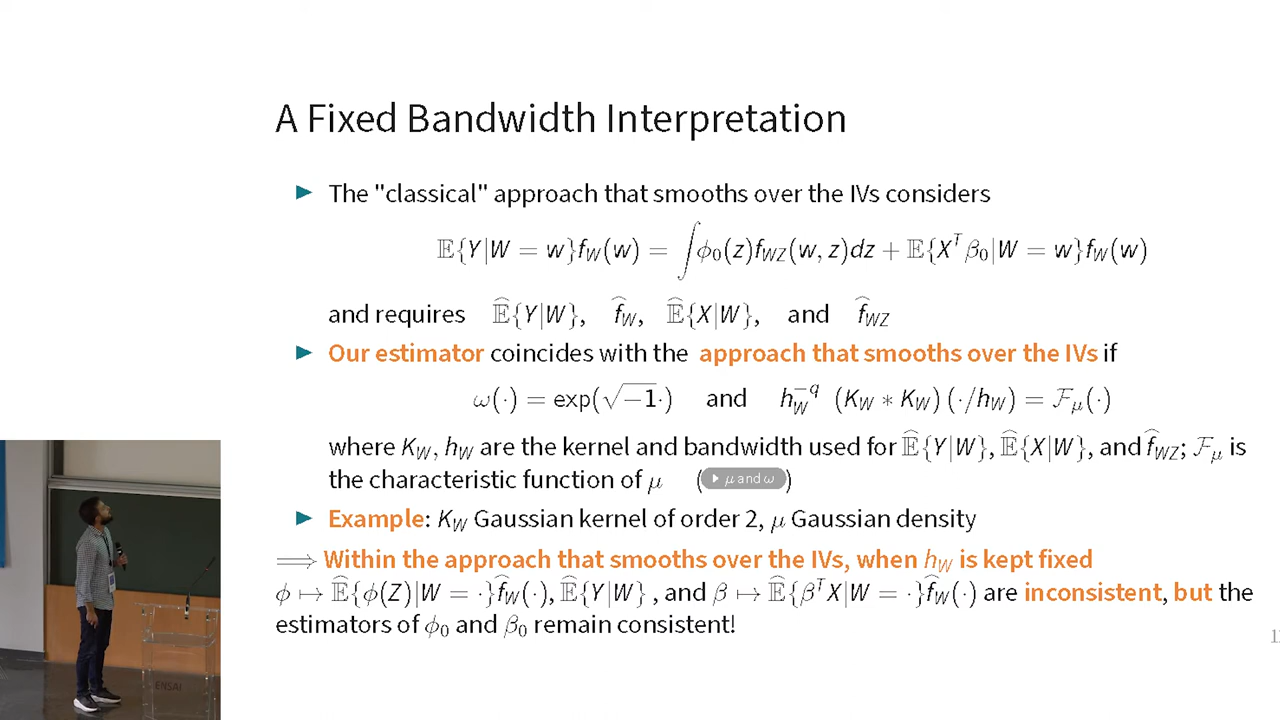 A Fixed Bandwidth Interpretation
▶ The "classical" approach that smooths over the IVs considers
𝔼{Y|W = w}f_W(w) = ∫ϕ₀(z)f_{WZ}(w, z)dz + 𝔼{X^T β₀|W = w}f_W(w)
and requires 𝔼̂{Y|W}, f̂_W, 𝔼̂{X|W}, and f̂_{WZ}
▶ Our estimator coincides with the approach that smooths over the IVs if
ω(·) = exp(√−1·) and h_W^{−q} (K_W ∗ K_W) (·/h_W) = ℱ_μ(·)
where K_W, h_W are the kernel and bandwidth used for 𝔼̂{Y|W}, 𝔼̂{X|W}, and f̂_{WZ}; ℱ_μ is
the characteristic function of μ (▶ μ and ω)
▶ Example: K_W Gaussian kernel of order 2, μ Gaussian density
⟹ Within the approach that smooths over the IVs, when h_W is kept fixed
ϕ ↦ 𝔼̂{ϕ(Z)|W = ·}f̂_W(·), 𝔼̂{Y|W} , and β ↦ 𝔼̂{β^T X|W = ·}f̂_W(·) are inconsistent, but the
estimators of ϕ₀ and β₀ remain consistent!
ENSAI